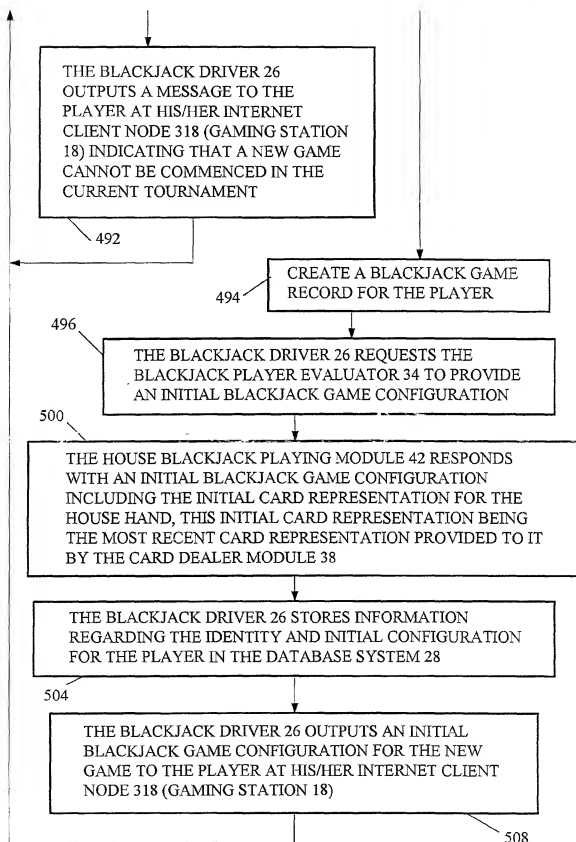 THE BLACKJACK DRIVER 26
OUTPUTS A MESSAGE TO THE
PLAYER AT HIS/HER INTERNET
CLIENT NODE 318 (GAMING STATION
18) INDICATING THAT A NEW GAME
CANNOT BE COMMENCED IN THE
CURRENT TOURNAMENT
492
CREATE A BLACKJACK GAME
RECORD FOR THE PLAYER
494
496
THE BLACKJACK DRIVER 26 REQUESTS THE
BLACKJACK PLAYER EVALUATOR 34 TO PROVIDE
AN INITIAL BLACKJACK GAME CONFIGURATION
500
THE HOUSE BLACKJACK PLAYING MODULE 42 RESPONDS
WITH AN INITIAL BLACKJACK GAME CONFIGURATION
INCLUDING THE INITIAL CARD REPRESENTATION FOR THE
HOUSE HAND, THIS INITIAL CARD REPRESENTATION BEING
THE MOST RECENT CARD REPRESENTATION PROVIDED TO IT
BY THE CARD DEALER MODULE 38
THE BLACKJACK DRIVER 26 STORES INFORMATION
REGARDING THE IDENTITY AND INITIAL CONFIGURATION
FOR THE PLAYER IN THE DATABASE SYSTEM 28
504
THE BLACKJACK DRIVER 26 OUTPUTS AN INITIAL
BLACKJACK GAME CONFIGURATION FOR THE NEW
GAME TO THE PLAYER AT HIS/HER INTERNET CLIENT
NODE 318 (GAMING STATION 18)
508